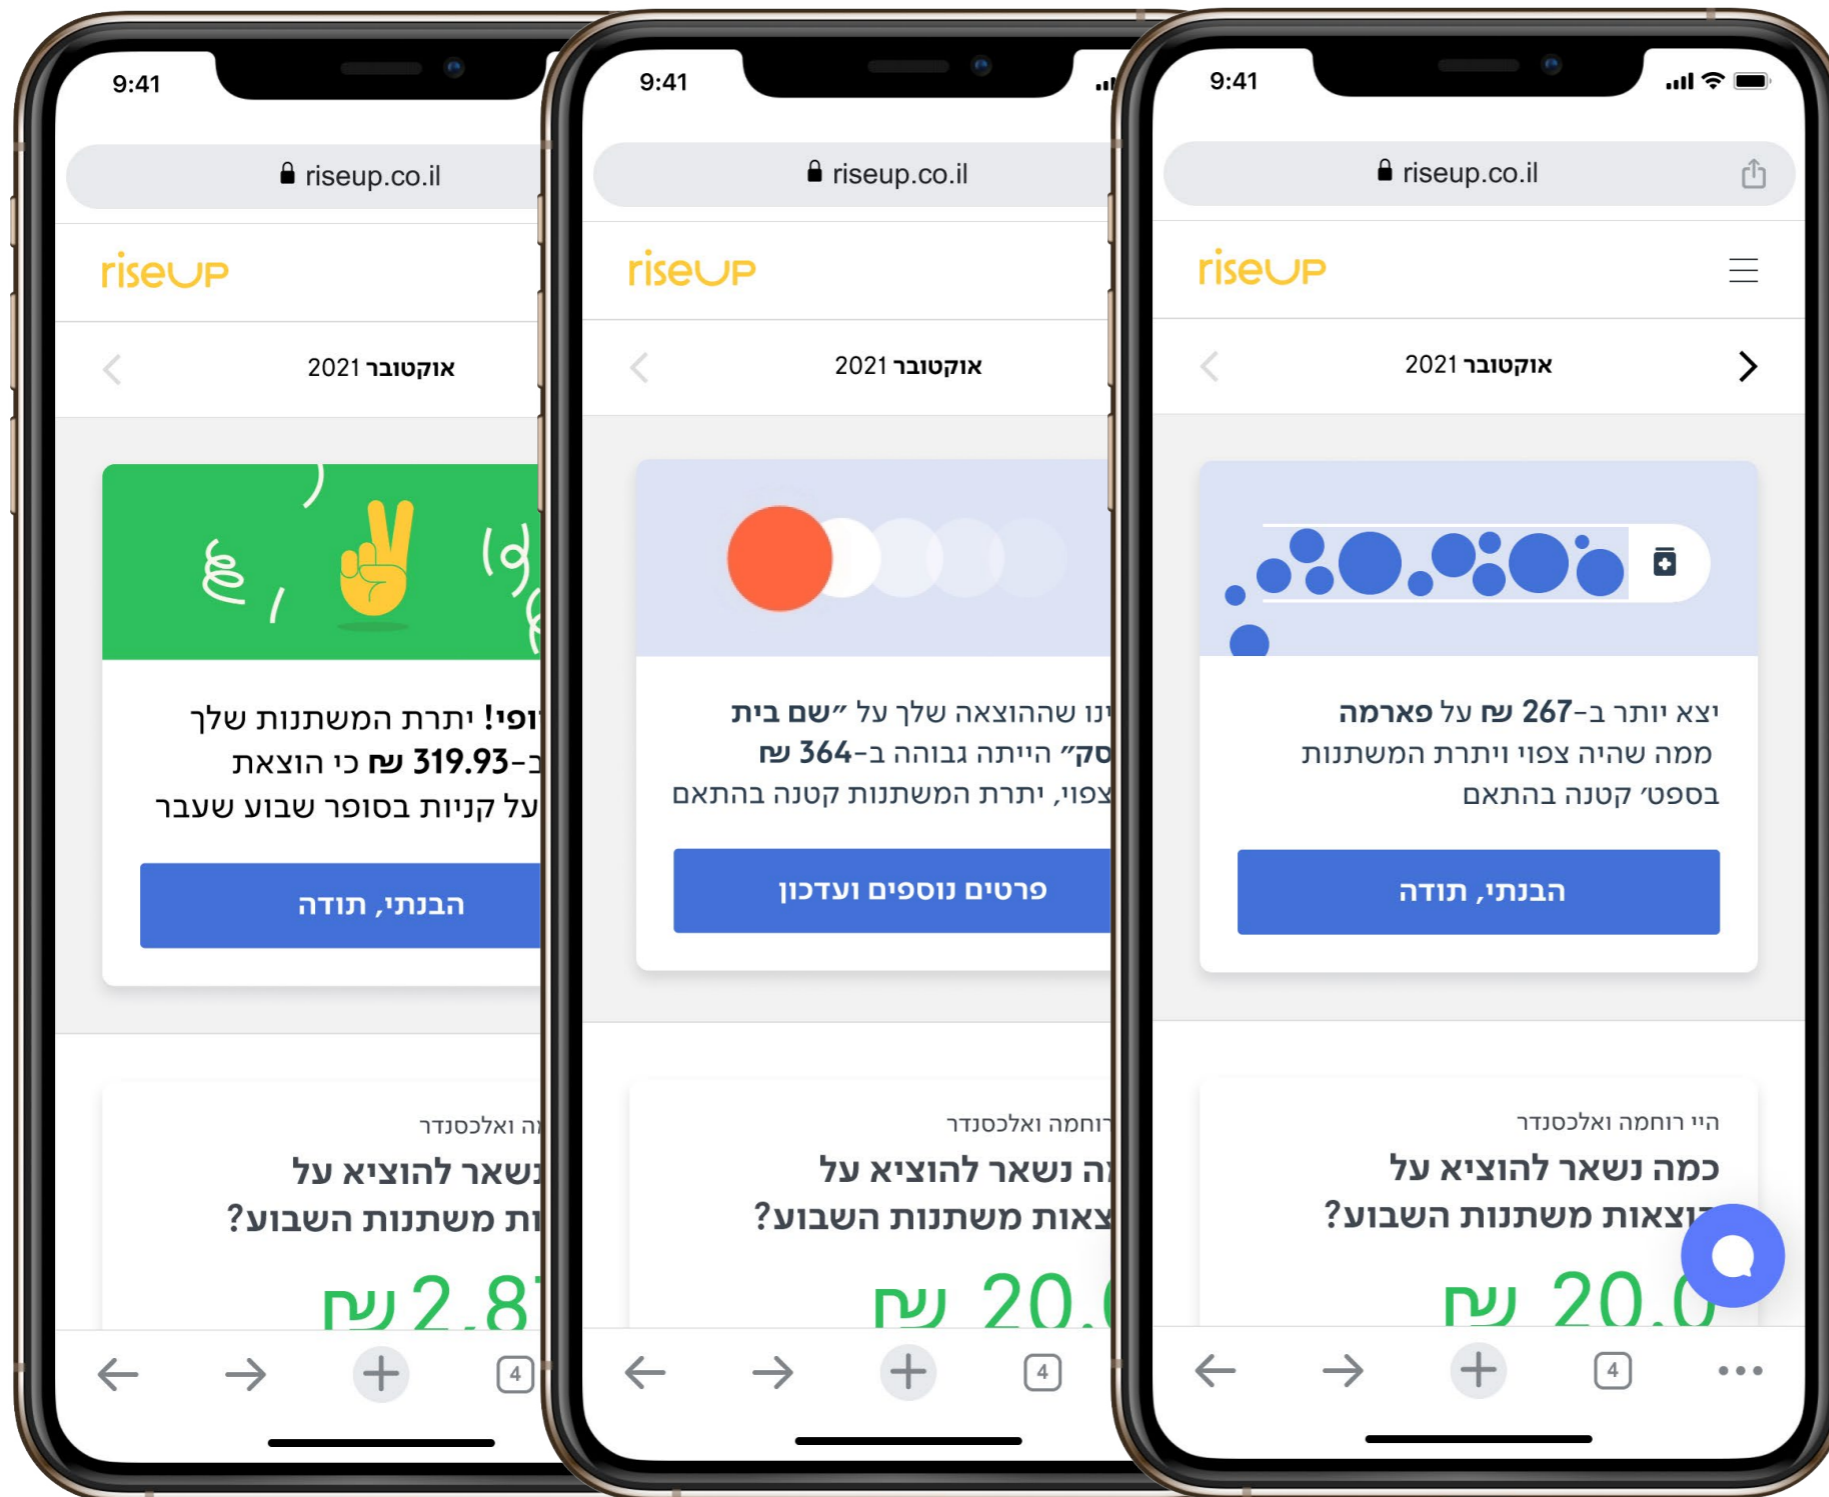 9:41
riseup.co.il
riseUP
אוקטובר 2021
יתרת המשתנות שלך
ב-319.93 ₪ כי הוצאת
על קניות בסופר שבוע שעבר
הבנתי, תודה
ואלכסנדר
נשאר להוציא על
משתנות השבוע?
₪
4
9:41
riseup.co.il
riseUP
אוקטובר 2021
שההוצאה שלך על ״שם בית
הייתה גבוהה ב-364 ₪
יתרת המשתנות קטנה בהתאם
פרטים נוספים ועדכון
רוחמה ואלכסנדר
נשאר להוציא על
משתנות השבוע?
₪
4
9:41
riseup.co.il
riseUP
אוקטובר 2021
יצא יותר ב-267 ₪ על פארמה
ממה שהיה צפוי ויתרת המשתנות
בספט׳ קטנה בהתאם
הבנתי, תודה
היי רוחמה ואלכסנדר
כמה נשאר להוציא על
הוצאות משתנות השבוע?
₪
4